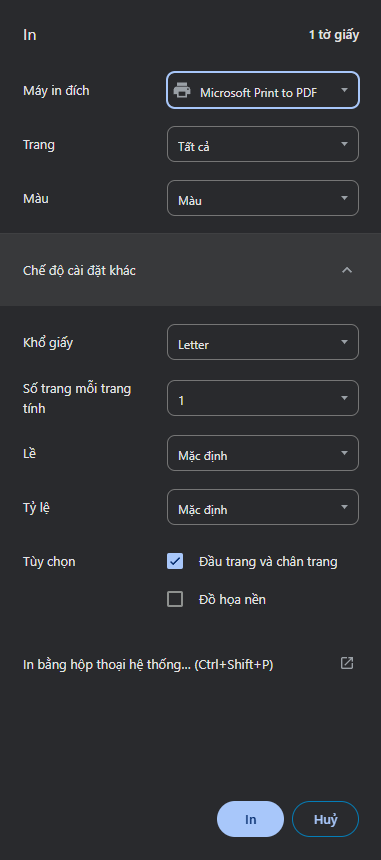 In
1 tờ giấy
Máy in đích
Microsoft Print to PDF
Trang
Tất cả
Màu
Màu
Chế độ cài đặt khác
Khổ giấy
Letter
Số trang mỗi trang
tính
1
Lề
Mặc định
Tỷ lệ
Mặc định
Tùy chọn
Đầu trang và chân trang
Đồ họa nền
In bằng hộp thoại hệ thống... (Ctrl+Shift+P)
In
Huỷ